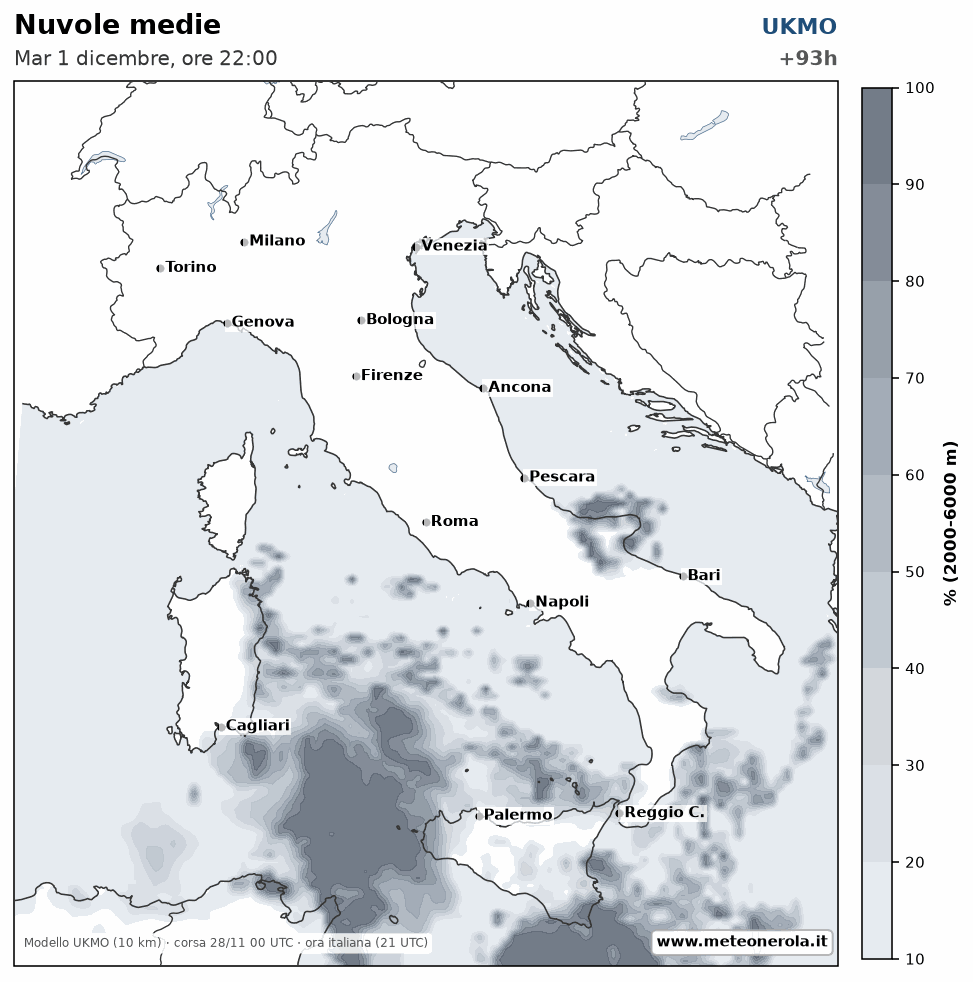 Nuvole medie
UKMO
Mar 1 dicembre, ore 22:00
+93h
100
90
80
70
60
50
40
30
20
10
% (2000-6000 m)
Milano
Venezia
Torino
Genova
Bologna
Firenze
Ancona
Pescara
Roma
Bari
Napoli
Cagliari
Palermo
Reggio C.
Modello UKMO (10 km) · corsa 28/11 00 UTC · ora italiana (21 UTC)
www.meteonerola.it